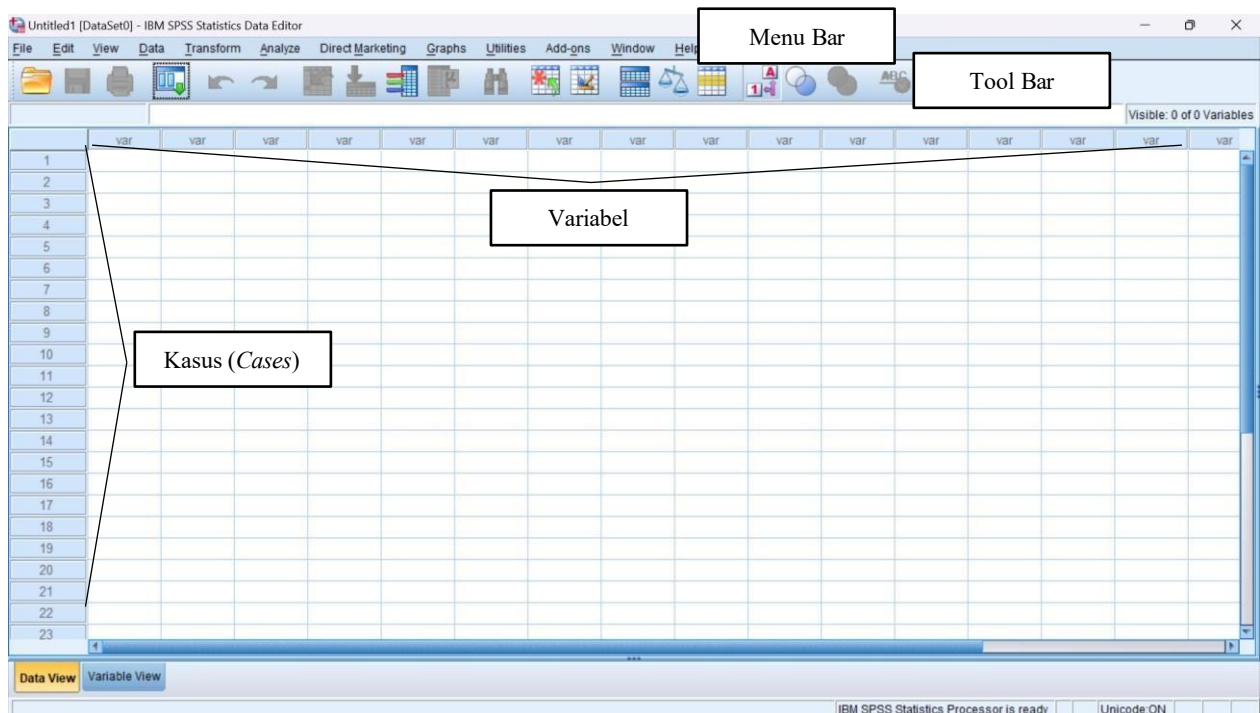 Untitled1 [DataSet0] - IBM SPSS Statistics Data Editor
File Edit View Data Transform Analyze Direct Marketing Graphs Utilities Add-ons Window Help
Menu Bar
Tool Bar
Visible: 0 of 0 Variables
var var var var var var var var var var var var var var var var
1
2
3
4
5
6
7
8
9
10
11
12
13
14
15
16
17
18
19
20
21
22
23
Variabel
Kasus (Cases)
Data View Variable View
IBM SPSS Statistics Processor is ready Unicode:ON